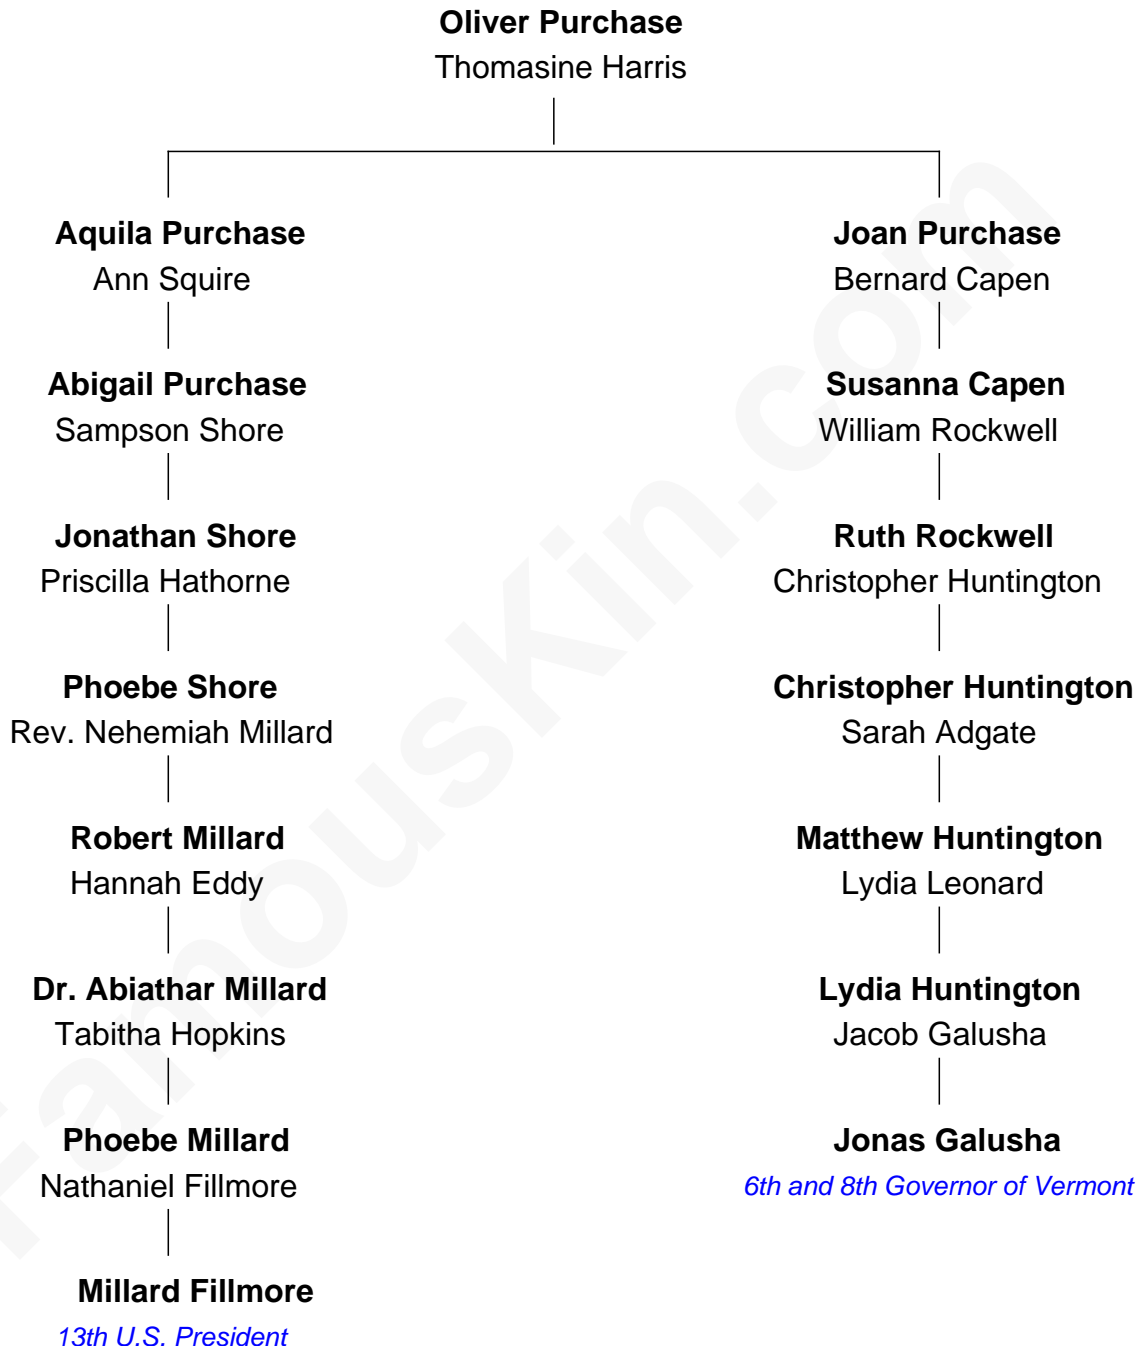 Oliver Purchase
Thomasine Harris
Aquila Purchase
Ann Squire
Joan Purchase
Bernard Capen
Abigail Purchase
Sampson Shore
Susanna Capen
William Rockwell
Jonathan Shore
Priscilla Hathorne
Ruth Rockwell
Christopher Huntington
Phoebe Shore
Rev. Nehemiah Millard
Christopher Huntington
Sarah Adgate
Robert Millard
Hannah Eddy
Matthew Huntington
Lydia Leonard
Dr. Abiathar Millard
Tabitha Hopkins
Lydia Huntington
Jacob Galusha
Phoebe Millard
Nathaniel Fillmore
Jonas Galusha
6th and 8th Governor of Vermont
Millard Fillmore
13th U.S. President
FamousKin.com